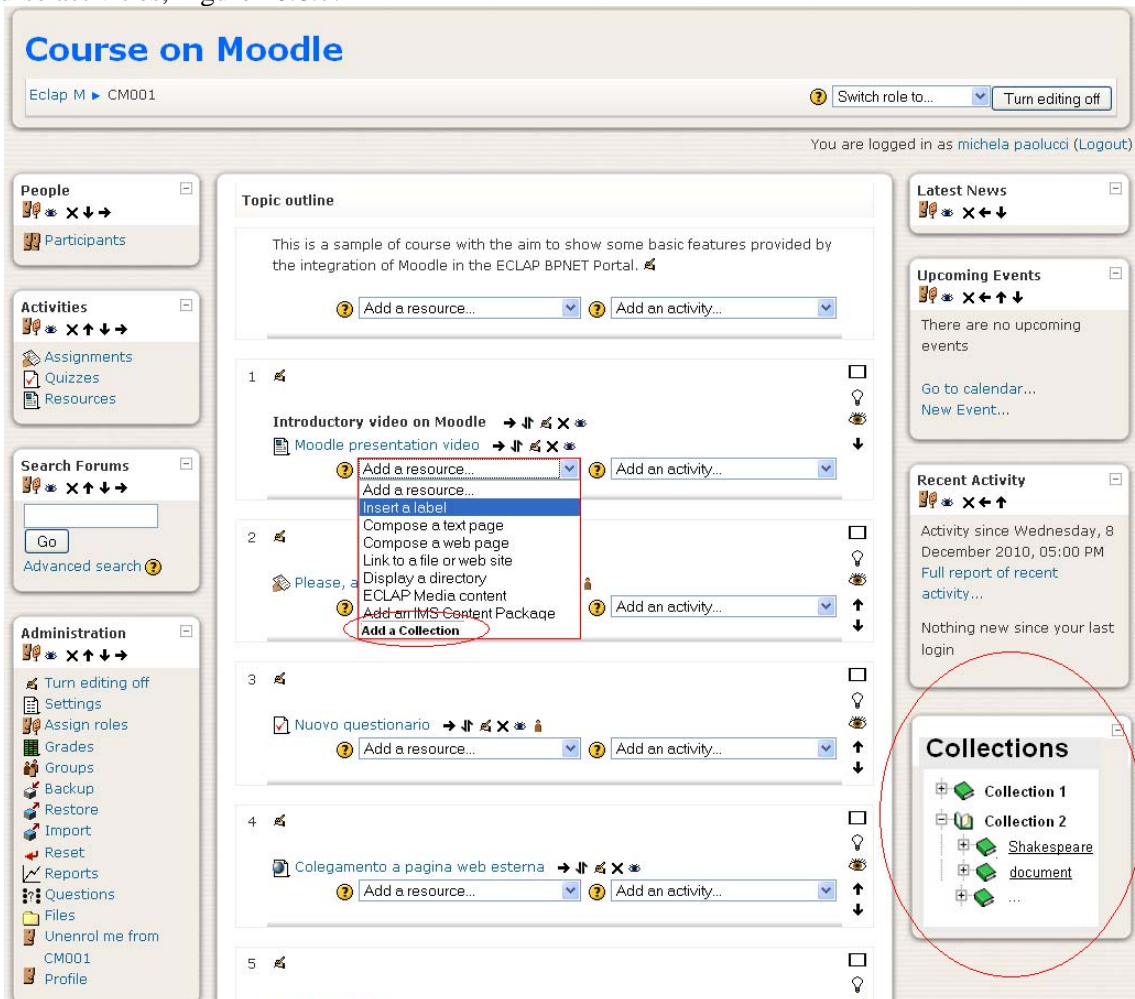 Course on Moodle
Eclap M ► CM001
Switch role to...
Turn editing off
You are logged in as michela paolucci (Logout)
People
Participants
Activities
Assignments
Quizzes
Resources
Search Forums
Go
Advanced search
Administration
Turn editing off
Settings
Assign roles
Grades
Groups
Backup
Restore
Import
Reset
Reports
Questions
Files
Unenrol me from
CM001
Profile
Topic outline
This is a sample of course with the aim to show some basic features provided by
the integration of Moodle in the ECLAP BPNET Portal.
Add a resource... Add an activity...
1
Introductory video on Moodle
Moodle presentation video
Add a resource... Add an activity...
Add a resource...
Insert a label
Compose a text page
Compose a web page
Link to a file or web site
Display a directory
ECLAP Media content
Add an IMS Content Package
Add a Collection
2
Please, a
Add an activity...
3
Nuovo questionario
Add a resource... Add an activity...
4
Colegamento a pagina web esterna
Add a resource... Add an activity...
5
Latest News
Upcoming Events
There are no upcoming
events
Go to calendar...
New Event...
Recent Activity
Activity since Wednesday, 8
December 2010, 05:00 PM
Full report of recent
activity...
Nothing new since your last
login
Collections
Collection 1
Collection 2
Shakespeare
document
...